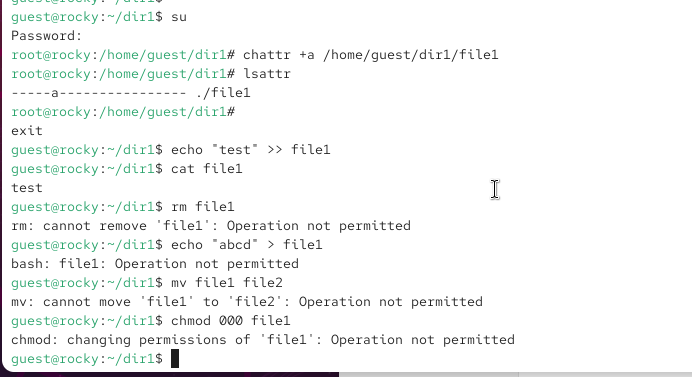 guest@rocky:~/dir1$ su
Password:
root@rocky:/home/guest/dir1# chattr +a /home/guest/dir1/file1
root@rocky:/home/guest/dir1# lsattr
-----a---------------- ./file1
root@rocky:/home/guest/dir1#
exit
guest@rocky:~/dir1$ echo "test" >> file1
guest@rocky:~/dir1$ cat file1
test
guest@rocky:~/dir1$ rm file1
rm: cannot remove 'file1': Operation not permitted
guest@rocky:~/dir1$ echo "abcd" > file1
bash: file1: Operation not permitted
guest@rocky:~/dir1$ mv file1 file2
mv: cannot move 'file1' to 'file2': Operation not permitted
guest@rocky:~/dir1$ chmod 000 file1
chmod: changing permissions of 'file1': Operation not permitted
guest@rocky:~/dir1$